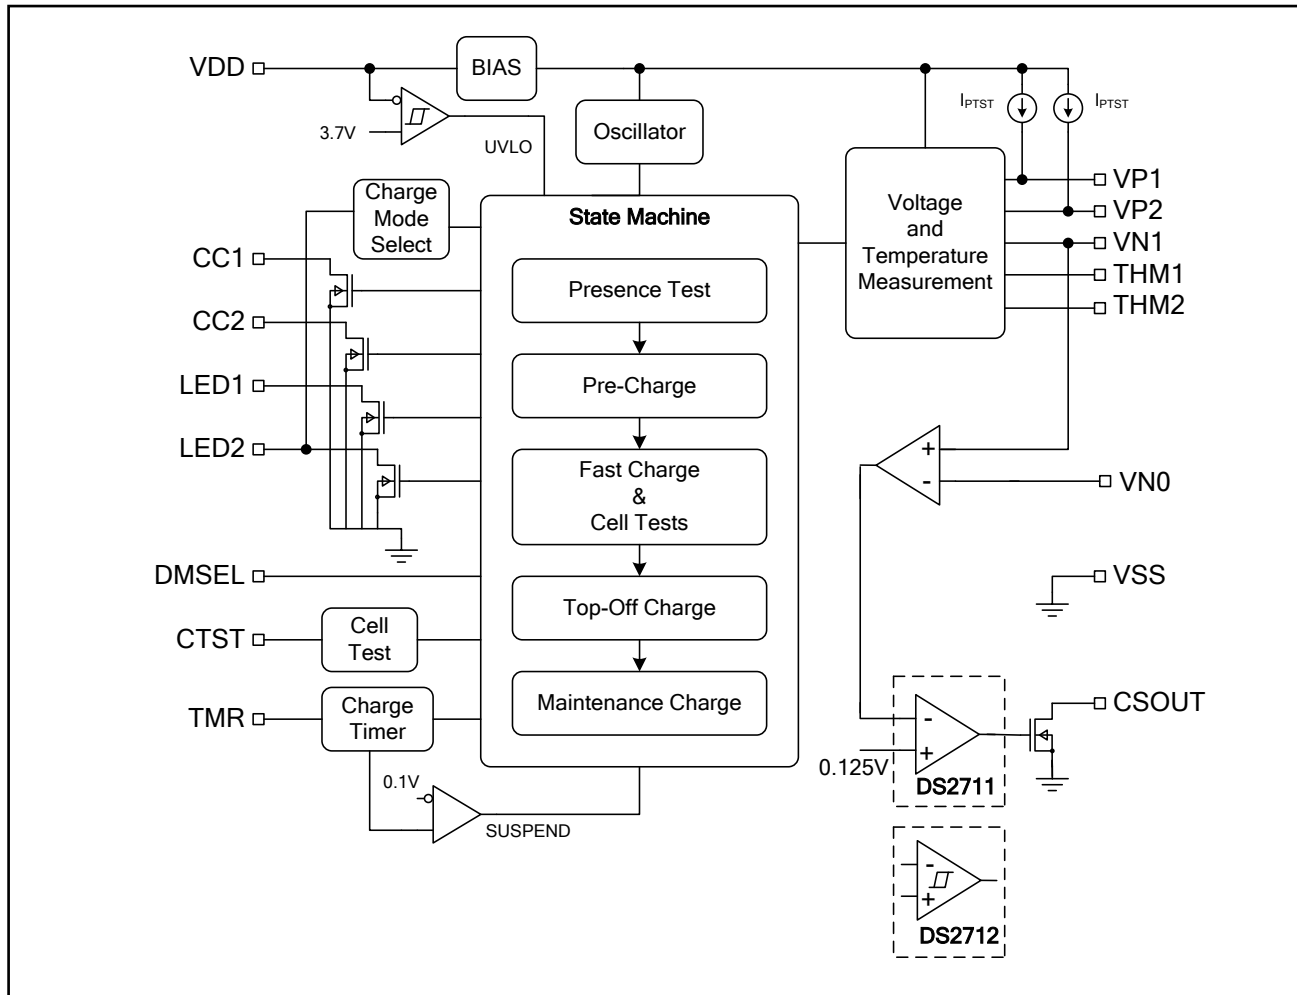 VDD
BIAS
3.7V
UVLO
Oscillator
IPTST
IPTST
Charge
Mode
Select
State Machine
Voltage
and
Temperature
Measurement
VP1
VP2
VN1
THM1
THM2
CC1
CC2
LED1
LED2
Presence Test
Pre-Charge
Fast Charge
&
Cell Tests
Top-Off Charge
Maintenance Charge
+
-
VN0
DMSEL
VSS
CTST
Cell
Test
TMR
Charge
Timer
0.1V
SUSPEND
-
+
0.125V
DS2711
CSOUT
-
+
DS2712